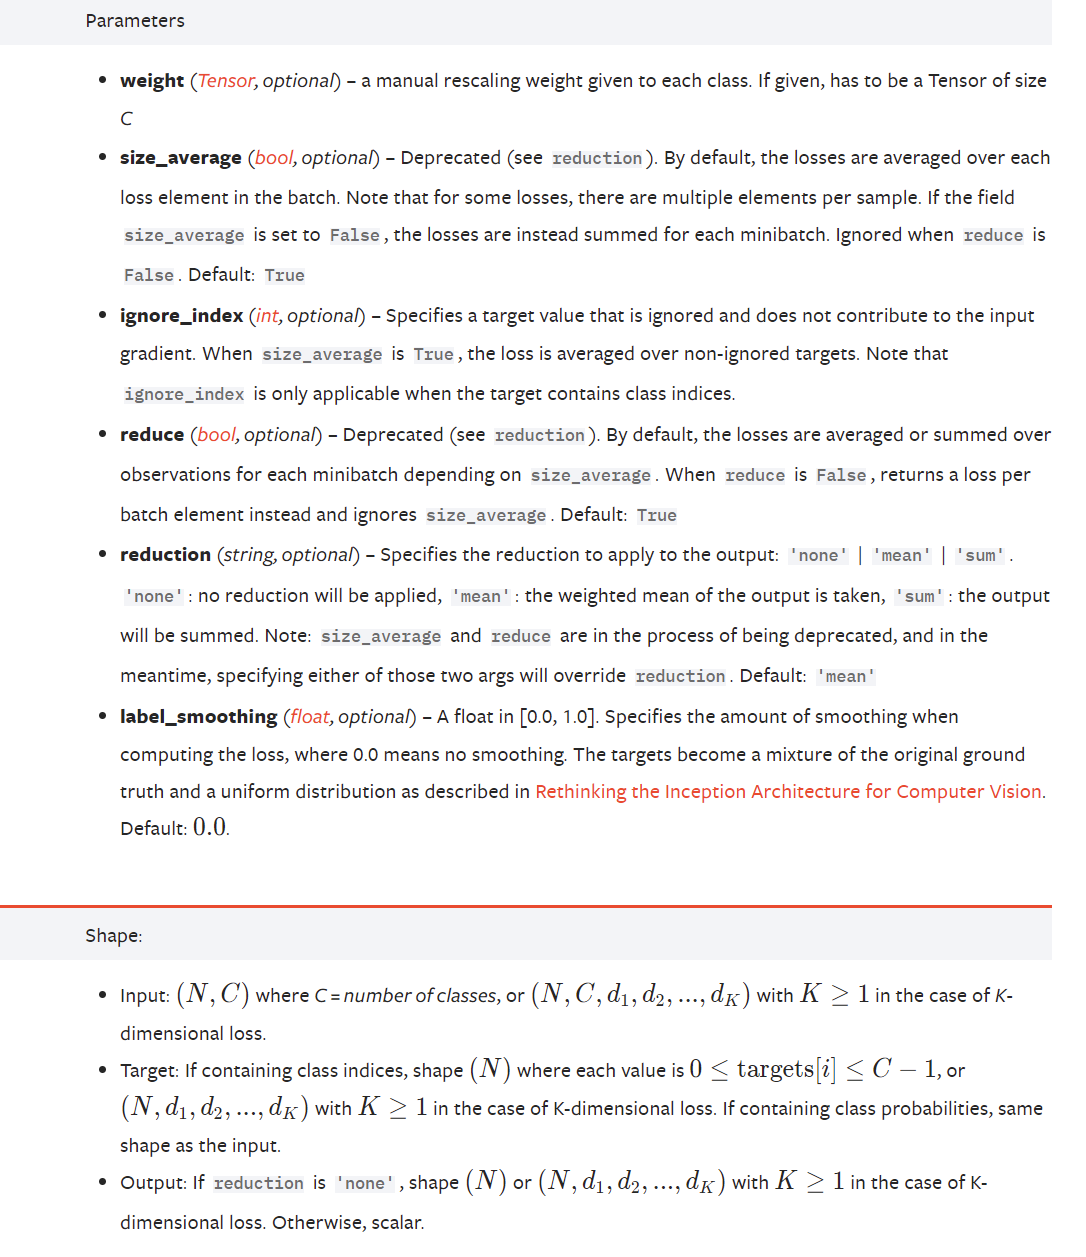 Parameters
• weight (Tensor, optional) – a manual rescaling weight given to each class. If given, has to be a Tensor of size
C
• size_average (bool, optional) – Deprecated (see reduction). By default, the losses are averaged over each
loss element in the batch. Note that for some losses, there are multiple elements per sample. If the field
size_average is set to False, the losses are instead summed for each minibatch. Ignored when reduce is
False. Default: True
• ignore_index (int, optional) – Specifies a target value that is ignored and does not contribute to the input
gradient. When size_average is True, the loss is averaged over non-ignored targets. Note that
ignore_index is only applicable when the target contains class indices.
• reduce (bool, optional) – Deprecated (see reduction). By default, the losses are averaged or summed over
observations for each minibatch depending on size_average. When reduce is False, returns a loss per
batch element instead and ignores size_average. Default: True
• reduction (string, optional) – Specifies the reduction to apply to the output: 'none' | 'mean' | 'sum'.
'none': no reduction will be applied, 'mean': the weighted mean of the output is taken, 'sum': the output
will be summed. Note: size_average and reduce are in the process of being deprecated, and in the
meantime, specifying either of those two args will override reduction. Default: 'mean'
• label_smoothing (float, optional) – A float in [0.0, 1.0]. Specifies the amount of smoothing when
computing the loss, where 0.0 means no smoothing. The targets become a mixture of the original ground
truth and a uniform distribution as described in Rethinking the Inception Architecture for Computer Vision.
Default: 0.0.
Shape:
• Input: (N, C) where C = number of classes, or (N, C, d₁, d₂, ..., d_K) with K ≥ 1 in the case of K-
dimensional loss.
• Target: If containing class indices, shape (N) where each value is 0 ≤ targets[i] ≤ C − 1, or
(N, d₁, d₂, ..., d_K) with K ≥ 1 in the case of K-dimensional loss. If containing class probabilities, same
shape as the input.
• Output: If reduction is 'none', shape (N) or (N, d₁, d₂, ..., d_K) with K ≥ 1 in the case of K-
dimensional loss. Otherwise, scalar.